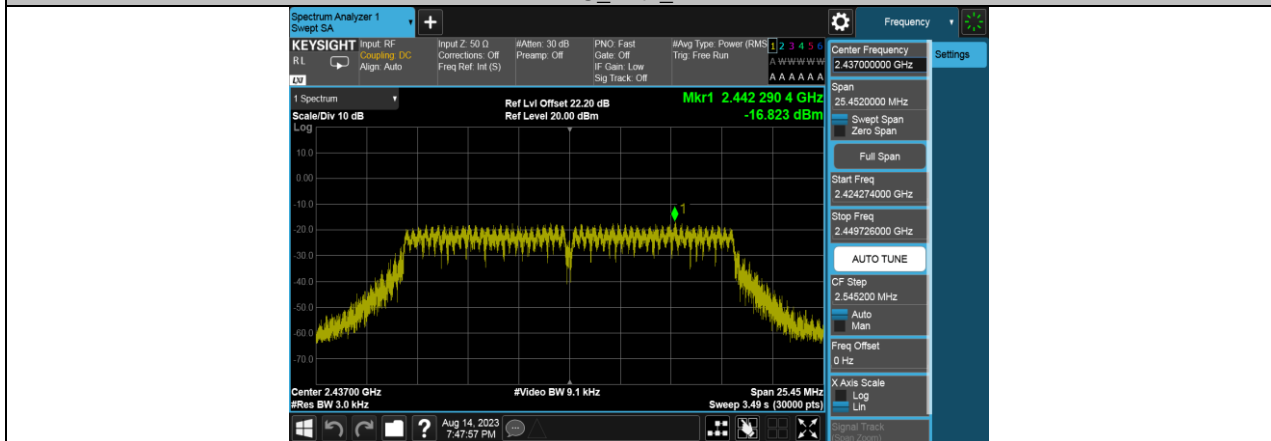 Spectrum Analyzer 1
Swept SA
Frequency
KEYSIGHT
RL
LXI
Input: RF
Coupling: DC
Align: Auto
Input Z: 50 Ω
Corrections: Off
Freq Ref: Int (S)
#Atten: 30 dB
Preamp: Off
PNO: Fast
Gate: Off
IF Gain: Low
Sig Track: Off
#Avg Type: Power (RMS
Trig: Free Run
1 2 3 4 5 6
A W W W W W
A A A A A A
Center Frequency
2.437000000 GHz
Settings
1 Spectrum
Scale/Div 10 dB
Log
Ref Lvl Offset 22.20 dB
Ref Level 20.00 dBm
Mkr1 2.442 290 4 GHz
-16.823 dBm
Span
25.4520000 MHz
Swept Span
Zero Span
Full Span
Start Freq
2.424274000 GHz
Stop Freq
2.449726000 GHz
AUTO TUNE
CF Step
2.545200 MHz
Auto
Man
Freq Offset
0 Hz
X Axis Scale
Log
Lin
Signal Track
(Span Zoom)
10.0
0.00
-10.0
-20.0
-30.0
-40.0
-50.0
-60.0
-70.0
1
Center 2.43700 GHz
#Res BW 3.0 kHz
#Video BW 9.1 kHz
Span 25.45 MHz
Sweep 3.49 s (30000 pts)
?
Aug 14, 2023
7:47:57 PM